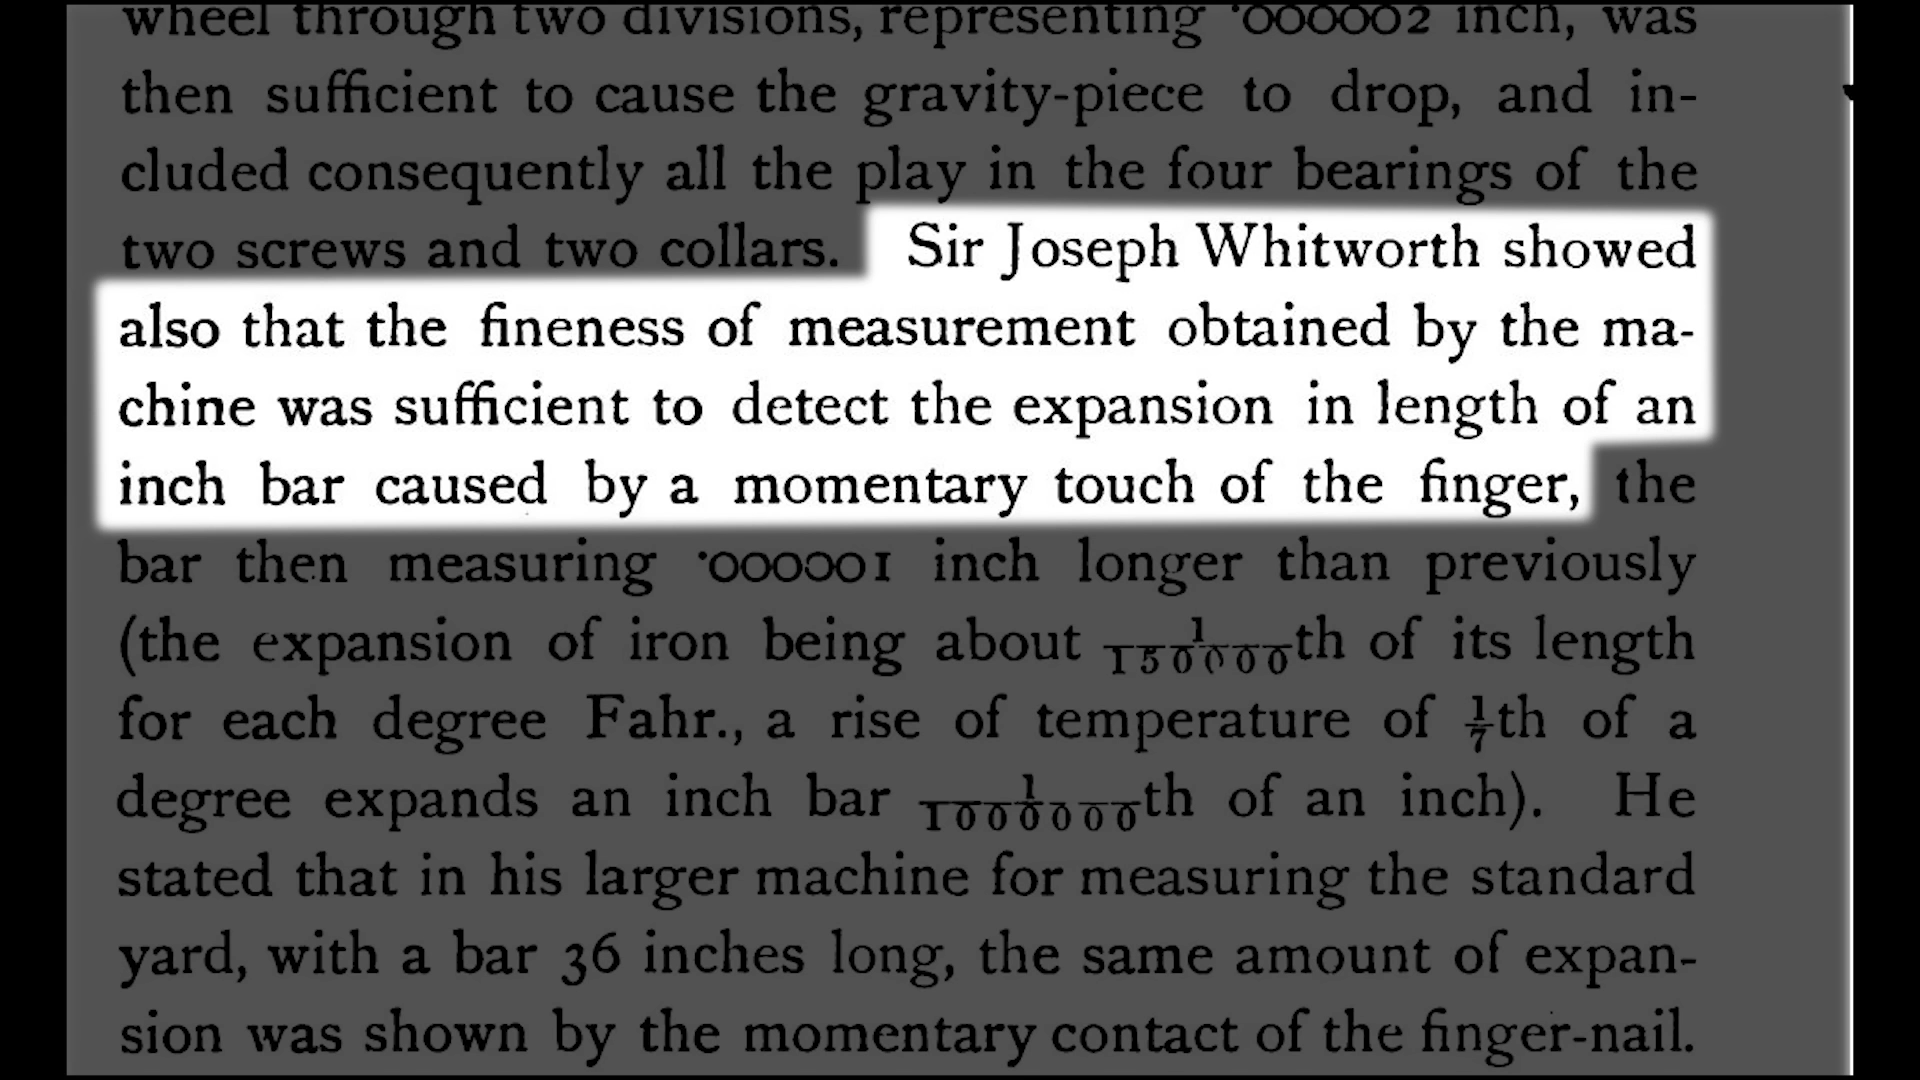 wheel through two divisions, representing ·000002 inch, was
then sufficient to cause the gravity-piece to drop, and in-
cluded consequently all the play in the four bearings of the
two screws and two collars. Sir Joseph Whitworth showed
also that the fineness of measurement obtained by the ma-
chine was sufficient to detect the expansion in length of an
inch bar caused by a momentary touch of the finger, the
bar then measuring ·000001 inch longer than previously
(the expansion of iron being about 1/150000th of its length
for each degree Fahr., a rise of temperature of 1/7th of a
degree expands an inch bar 1/1000000th of an inch). He
stated that in his larger machine for measuring the standard
yard, with a bar 36 inches long, the same amount of expan-
sion was shown by the momentary contact of the finger-nail.